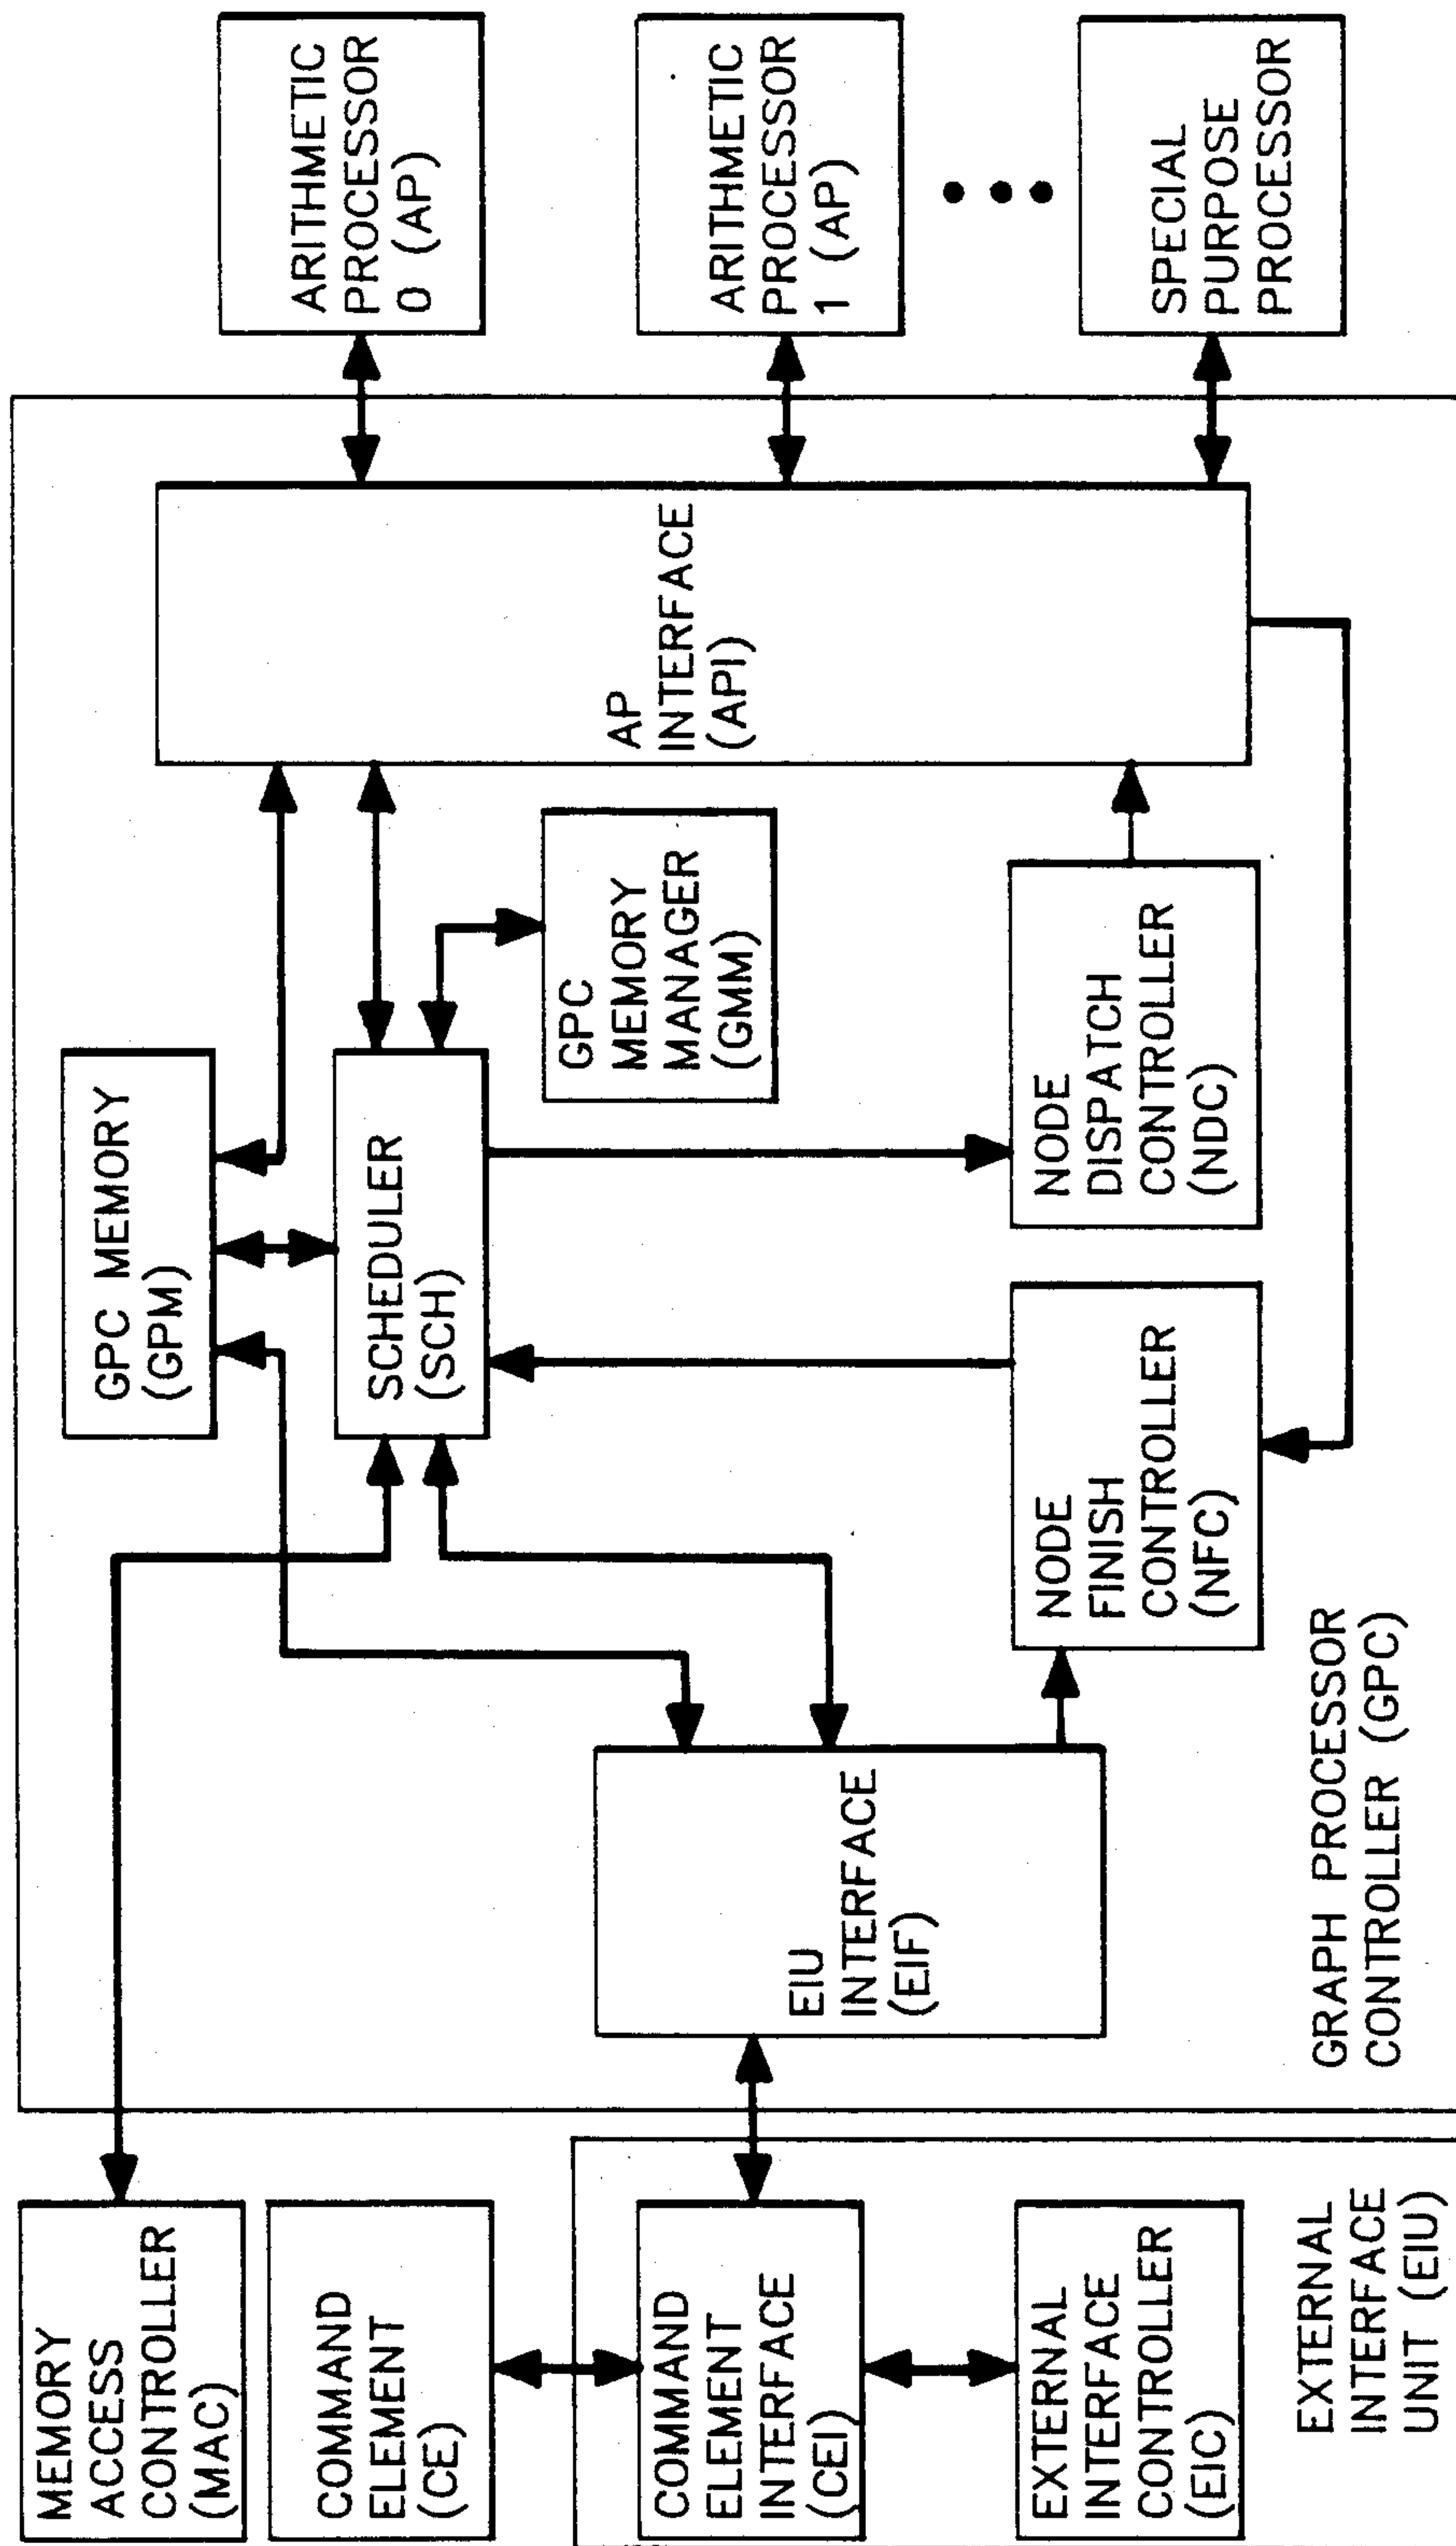 MEMORY
ACCESS
CONTROLLER
(MAC)
COMMAND
ELEMENT
(CE)
COMMAND
ELEMENT
INTERFACE
(CEI)
EXTERNAL
INTERFACE
CONTROLLER
(EIC)
EXTERNAL
INTERFACE
UNIT (EIU)
EIU
INTERFACE
(EIF)
GRAPH PROCESSOR
CONTROLLER (GPC)
GPC MEMORY
(GPM)
SCHEDULER
(SCH)
NODE
FINISH
CONTROLLER
(NFC)
GPC
MEMORY
MANAGER
(GMM)
NODE
DISPATCH
CONTROLLER
(NDC)
AP
INTERFACE
(API)
ARITHMETIC
PROCESSOR
0 (AP)
ARITHMETIC
PROCESSOR
1 (AP)
SPECIAL
PURPOSE
PROCESSOR